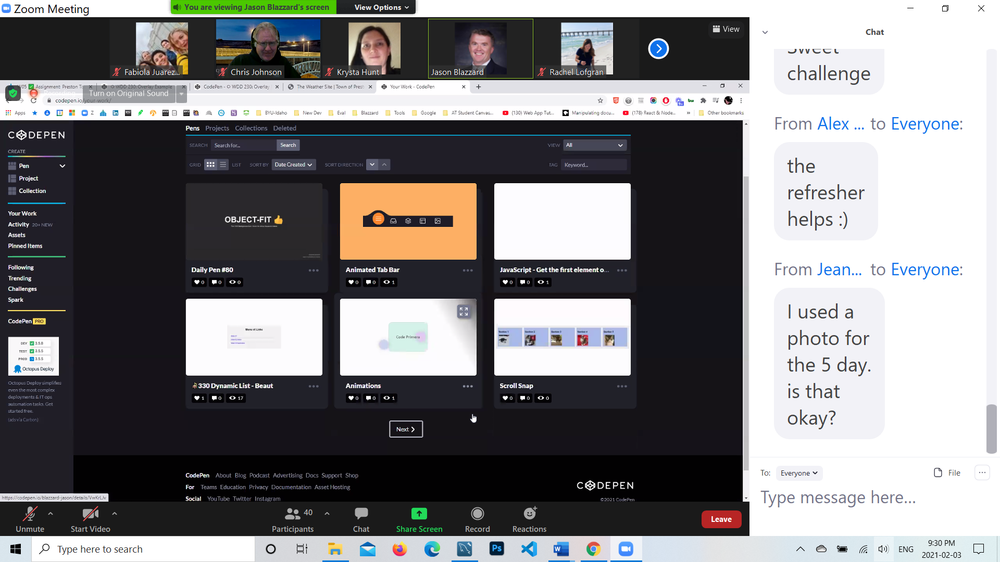 Zoom Meeting
You are viewing Jason Blazzard's screen
View Options
Fabiola Juarez...
Chris Johnson
Krysta Hunt
Jason Blazzard
Rachel Lofgran
View
Chat
W05 ✅ Assignment: Preston To
WDD 230: Overlay Example
CodePen - WDD 230: Overlay
The Weather Site | Town of Prest
Your Work - CodePen
Recording
Turn on Original Sound
codepen.io/your-work/
Apps
Z
BYU-Idaho
New Dev
Eval
Blazzard
Tools
Google
AT Student Canvas...
(130) Web App Tut...
Manipulating docu...
(178) React & Node...
»
Other bookmarks
CODEPEN
CREATE
Pen
Project
Collection
Your Work
Activity 20+ NEW
Assets
Pinned Items
Following
Trending
Challenges
Spark
CodePen PRO
DEV 3.5.8
TEST 3.5.5
PROD 3.5.5
Octopus Deploy
Octopus Deploy simplifies
even the most complex
deployments & IT ops
automation tasks. Get
started free.
(ads via Carbon)
Pens Projects Collections Deleted
SEARCH Search for... Search
VIEW All
GRID LIST SORT BY Date Created SORT DIRECTION
TAG Keyword...
OBJECT-FIT 👍
Daily Pen #80
0 0 0
Animated Tab Bar
0 0 1
JavaScript - Get the first element o...
0 0 1
Menu of Links
330 Dynamic List - Beaut
1 0 17
Code Primera
Animations
0 0 1
Section 1 Section 2 Section 3 Section 4 Section 5
Scroll Snap
0 0 0
Next
CodePen About Blog Podcast Advertising Docs Support Shop
For Teams Education Privacy Documentation Asset Hosting
Social YouTube Twitter Instagram
CODEPEN
©2021 CodePen
https://codepen.io/blazzard-jason/details/VwKrLJv
Sweet
challenge
From Alex ... to Everyone:
the
refresher
helps :)
From Jean... to Everyone:
I used a
photo for
the 5 day.
is that
okay?
To: Everyone
File
Type message here...
Unmute
Start Video
40
Participants
Chat
Share Screen
Record
Reactions
Leave
Type here to search
Ps
W
ENG
9:30 PM
2021-02-03